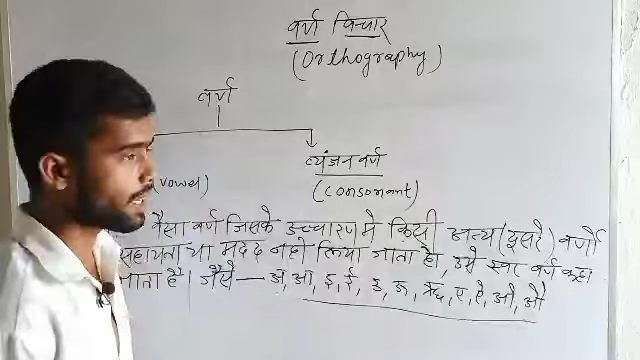 वर्ण विचार
(Orthography)
वर्ण
व्यंजन वर्ण
(vowel)
(consonant)
वैसा वर्ण जिसके उच्चारण मे किसी अन्य (दूसरे) वर्णो
सहायता या मदद नही लिया जाता हो, उसे स्वर वर्ण कहा
जाता है। जैसे — अ, आ, इ, ई, उ, ऊ, ऋ, ए, ऐ, ओ, औ